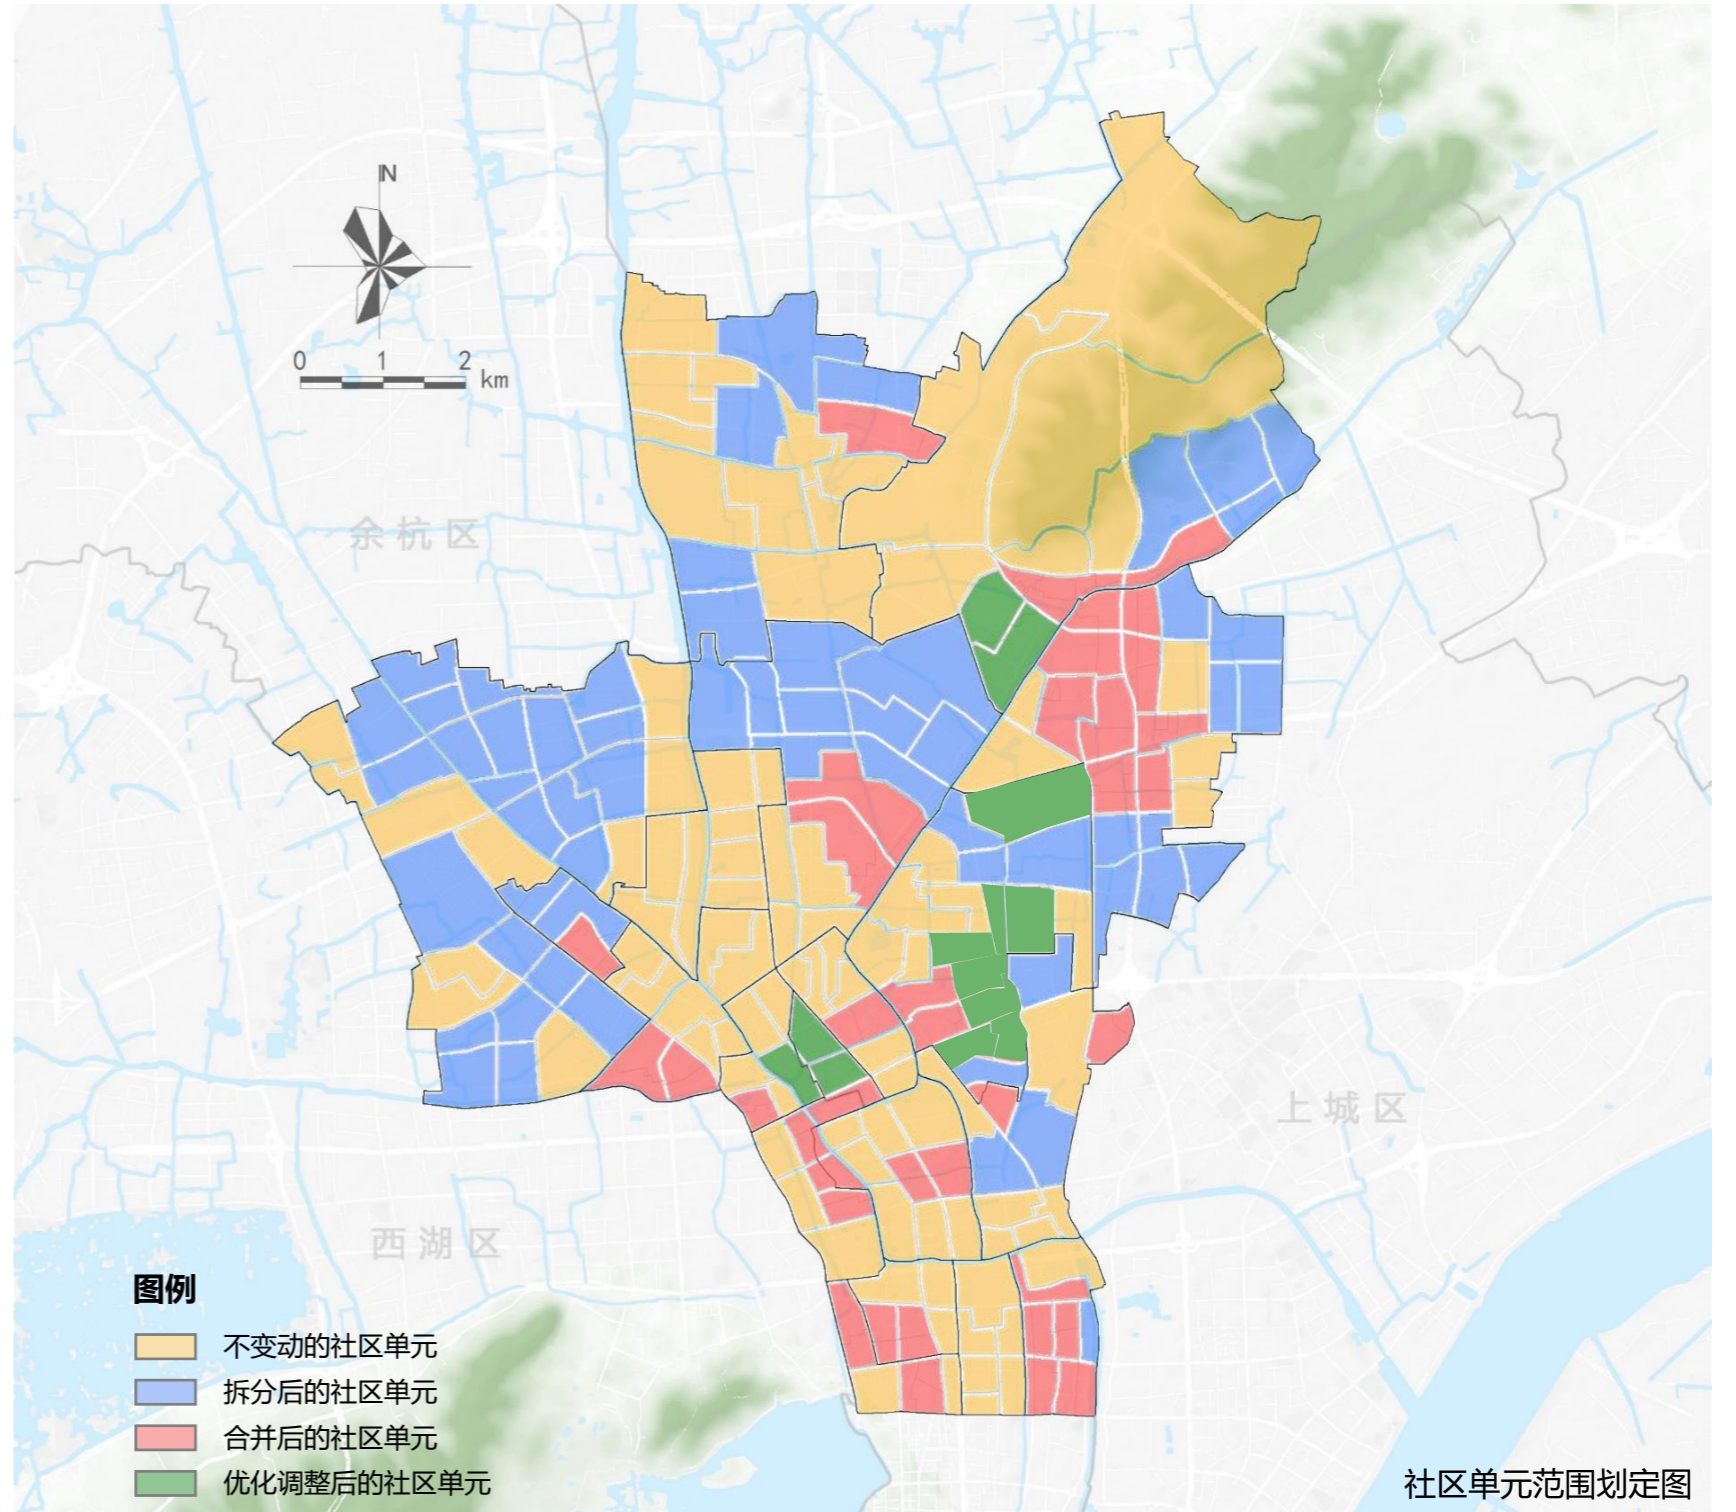 N
0 1 2
km
余杭区
上城区
西湖区
图例
不变动的社区单元
拆分后的社区单元
合并后的社区单元
优化调整后的社区单元
社区单元范围划定图